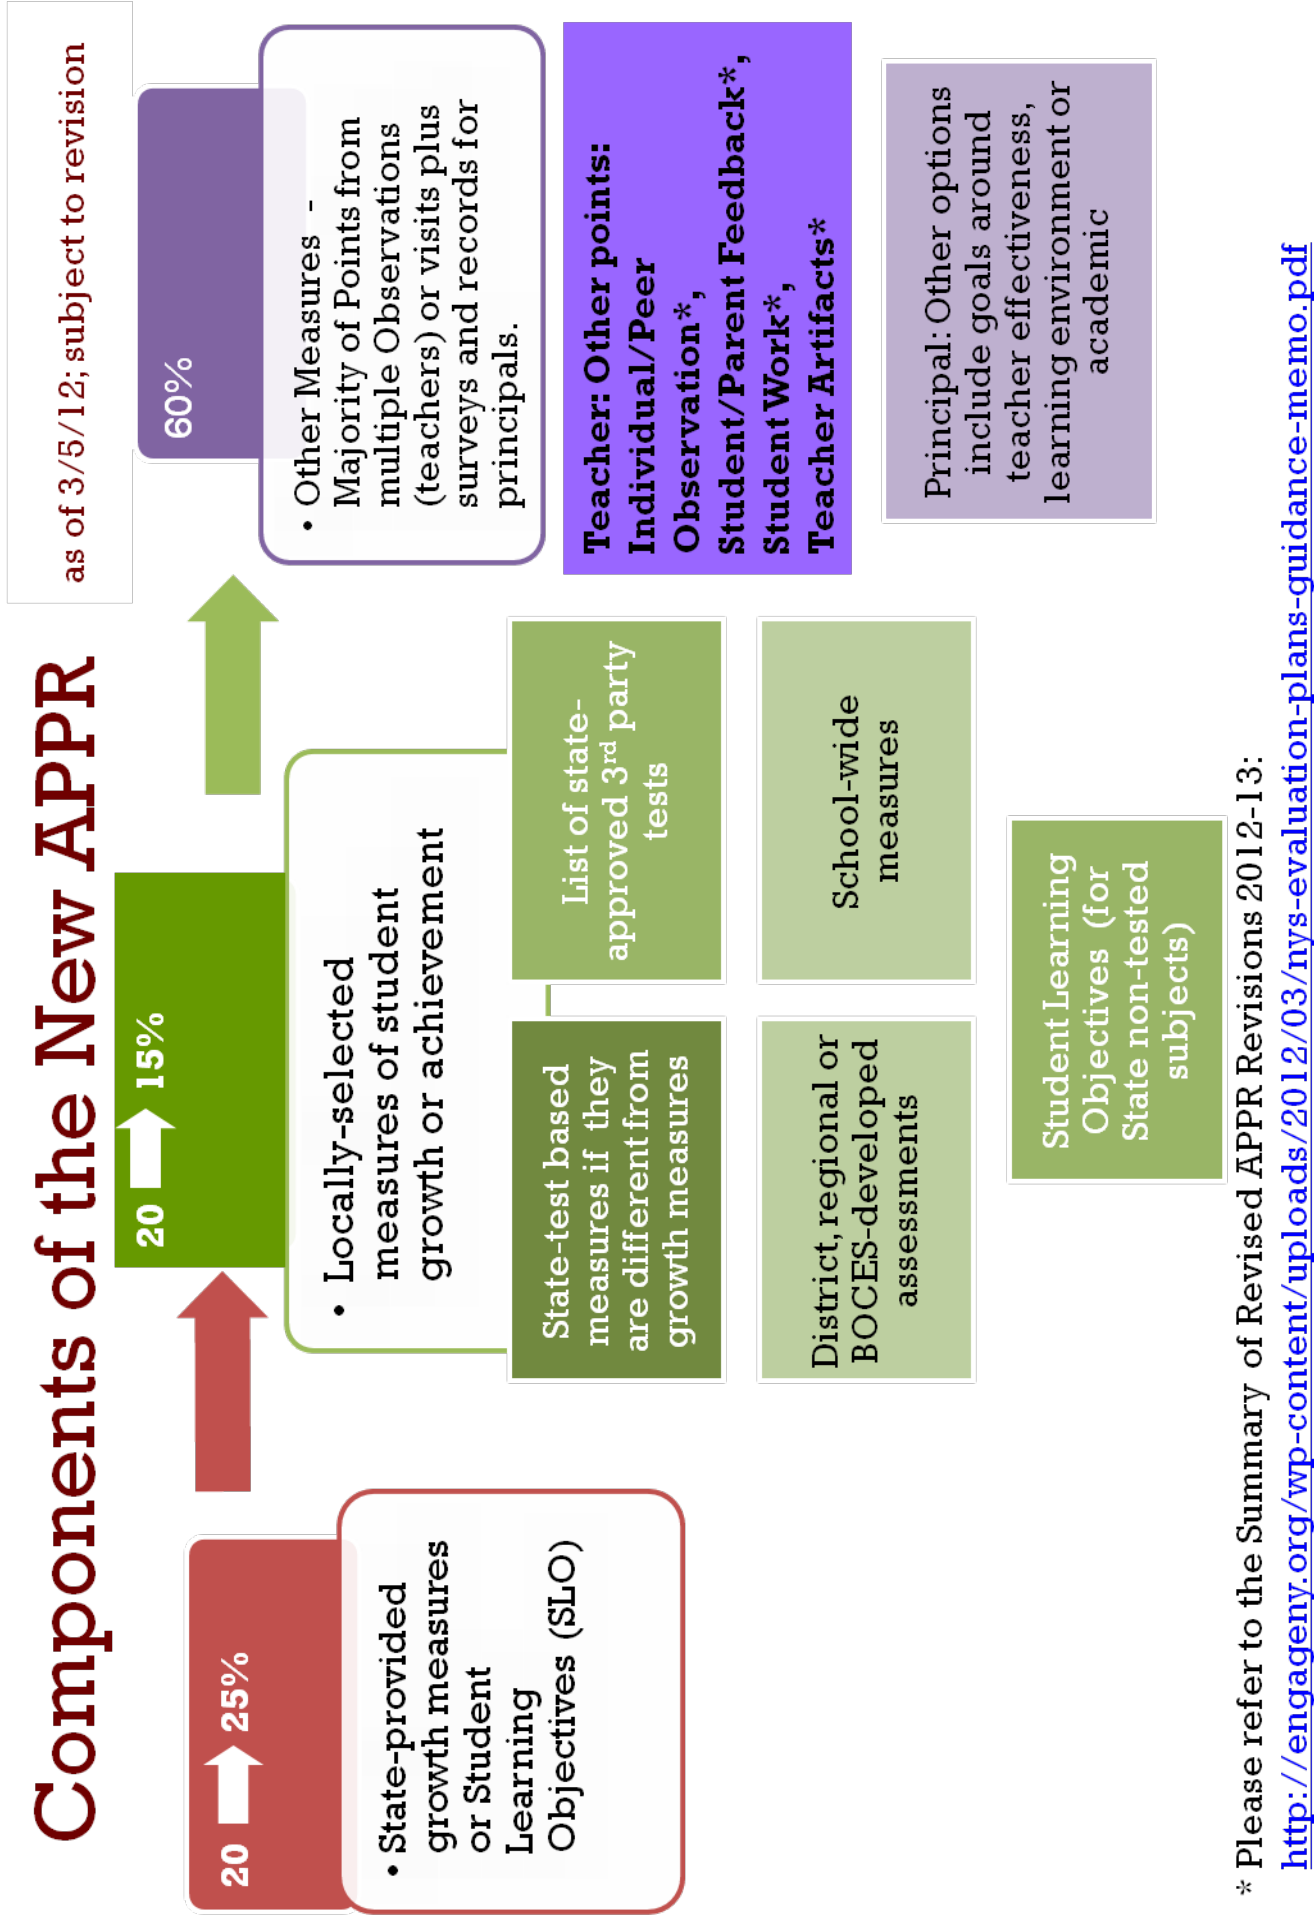 Components of the New APPR
as of 3/5/12; subject to revision
20 25%
• State-provided
growth measures
or Student
Learning
Objectives (SLO)
20 15%
• Locally-selected
measures of student
growth or achievement
State-test based
measures if they
are different from
growth measures
List of state-
approved 3rd party
tests
District, regional or
BOCES-developed
assessments
School-wide
measures
Student Learning
Objectives (for
State non-tested
subjects)
60%
• Other Measures -
Majority of Points from
multiple Observations
(teachers) or visits plus
surveys and records for
principals.
Teacher: Other points:
Individual/Peer
Observation*,
Student/Parent Feedback*,
Student Work*,
Teacher Artifacts*
Principal: Other options
include goals around
teacher effectiveness,
learning environment or
academic
* Please refer to the Summary of Revised APPR Revisions 2012-13:
http://engageny.org/wp-content/uploads/2012/03/nys-evaluation-plans-guidance-memo.pdf